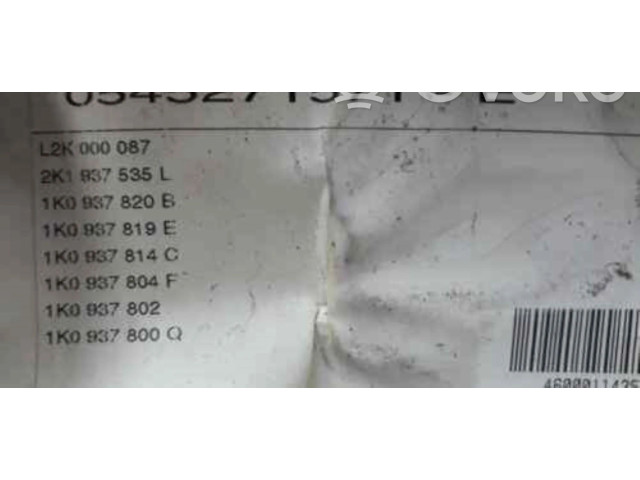 L2K 000 087
2K1 937 535 L
1K0 937 820 B
1K0 937 819 E
1K0 937 814 C
1K0 937 804 F
1K0 937 802
1K0 937 800 Q